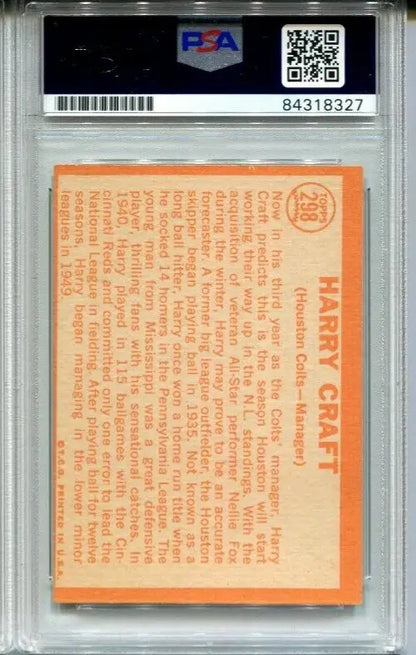 PSA
84318327
TOPPS
298
HARRY CRAFT
(Houston Colts—Manager)
Now in his third year as the Colts' manager, Harry
Craft predicts this is the season Houston will start
working their way up in the N.L. standings. With the
acquisition of veteran All-Star performer Nellie Fox
during the winter, Harry may prove to be an accurate
forecaster. A former big league outfielder, the Houston
skipper began playing ball in 1935. Not known as a
long ball hitter, Harry once won a home run title when
he socked 14 homers in the Pennsylvania League. The
young man from Mississippi was a great defensive
player, thrilling fans with his sensational catches. In
1940, Harry played in 115 ballgames with the Cin-
cinnati Reds and committed only one error to lead the
National League in fielding. After playing ball for twelve
seasons, Harry began managing in the lower minor
leagues in 1949.
©T.C.G. PRINTED IN U.S.A.